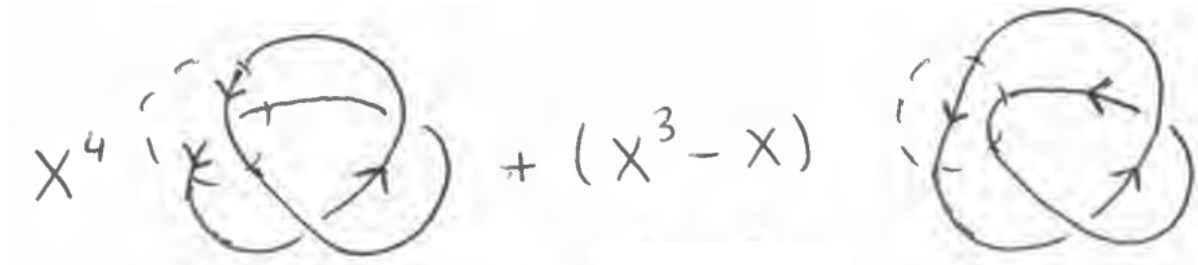 X⁴ + (X³ - X)